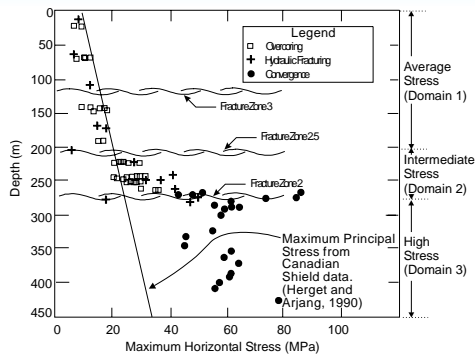 Legend
Overcoring
Hydraulic Fracturing
Convergence
0
50
100
150
200
250
300
350
400
450
Depth (m)
Fracture Zone 3
Fracture Zone 2.5
Fracture Zone 2
Maximum Principal
Stress from
Canadian
Shield data.
(Herget and
Arjang, 1990)
Average
Stress
(Domain 1)
Intermediate
Stress
(Domain 2)
High
Stress
(Domain 3)
0 20 40 60 80 100
Maximum Horizontal Stress (MPa)